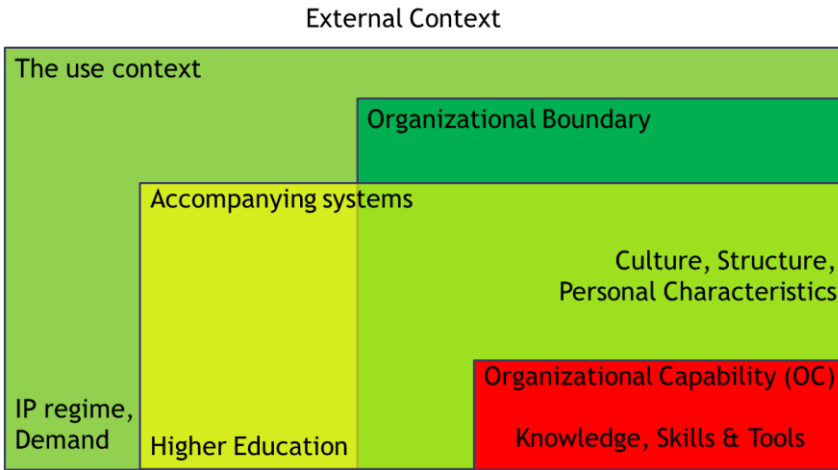 External Context
The use context
Organizational Boundary
Accompanying systems
Culture, Structure,
Personal Characteristics
Organizational Capability (OC)
IP regime,
Demand
Higher Education
Knowledge, Skills & Tools